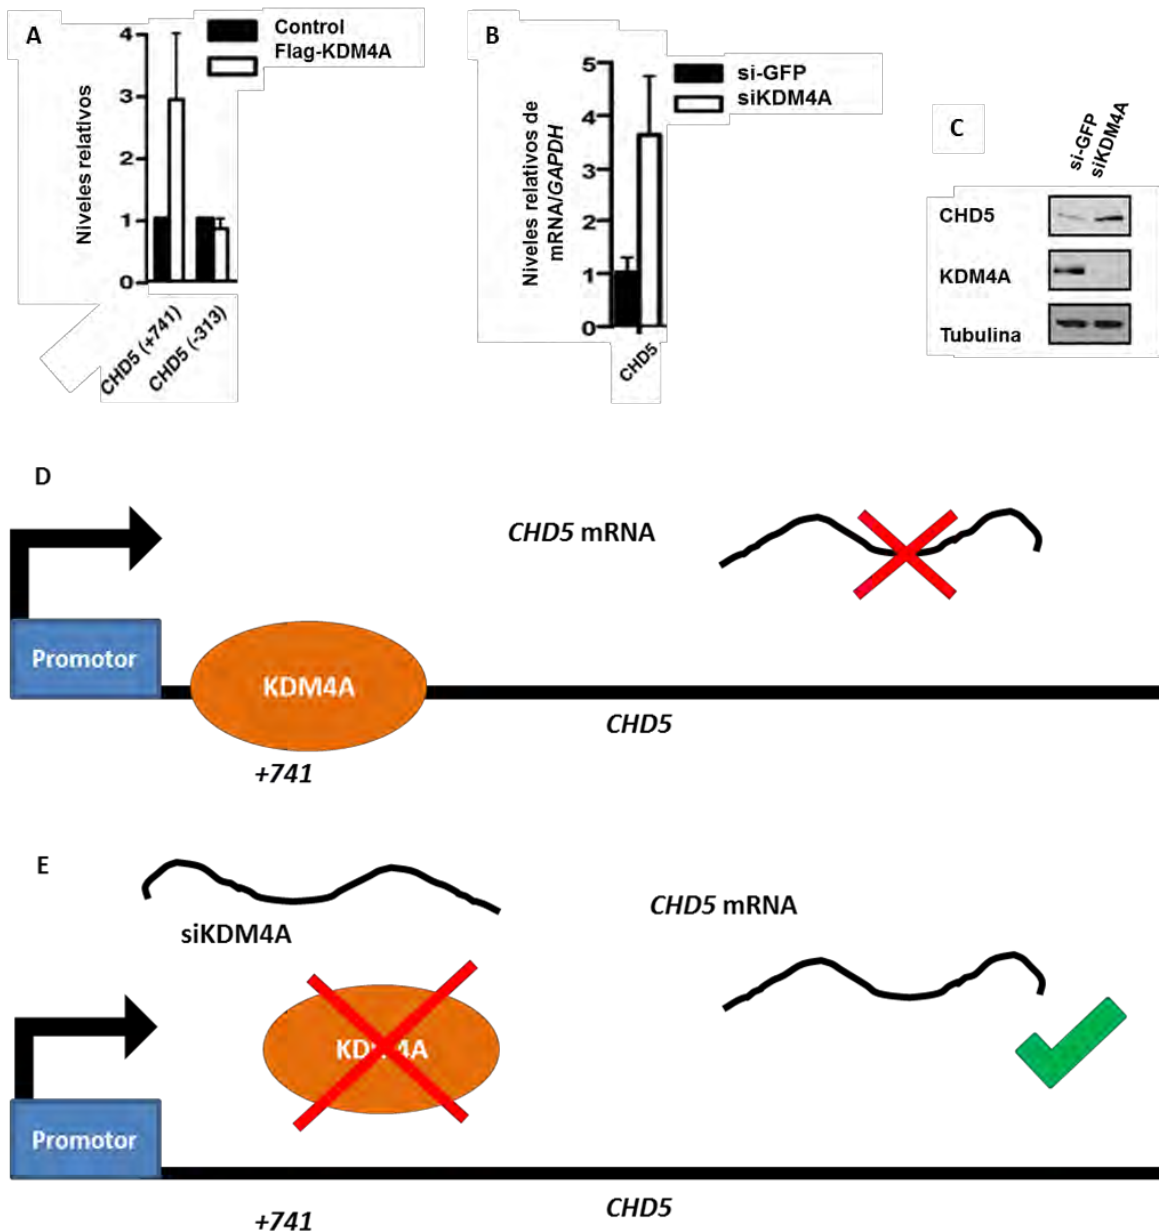 A
Control
Flag-KDM4A
Niveles relativos
4
3
2
1
0
CHD5 (+741)
CHD5 (-313)
B
si-GFP
siKDM4A
Niveles relativos de
mRNA/GAPDH
5
4
3
2
1
0
CHD5
C
si-GFP
siKDM4A
CHD5
KDM4A
Tubulina
D
CHD5 mRNA
Promotor
KDM4A
CHD5
+741
E
siKDM4A
CHD5 mRNA
KDM4A
Promotor
CHD5
+741